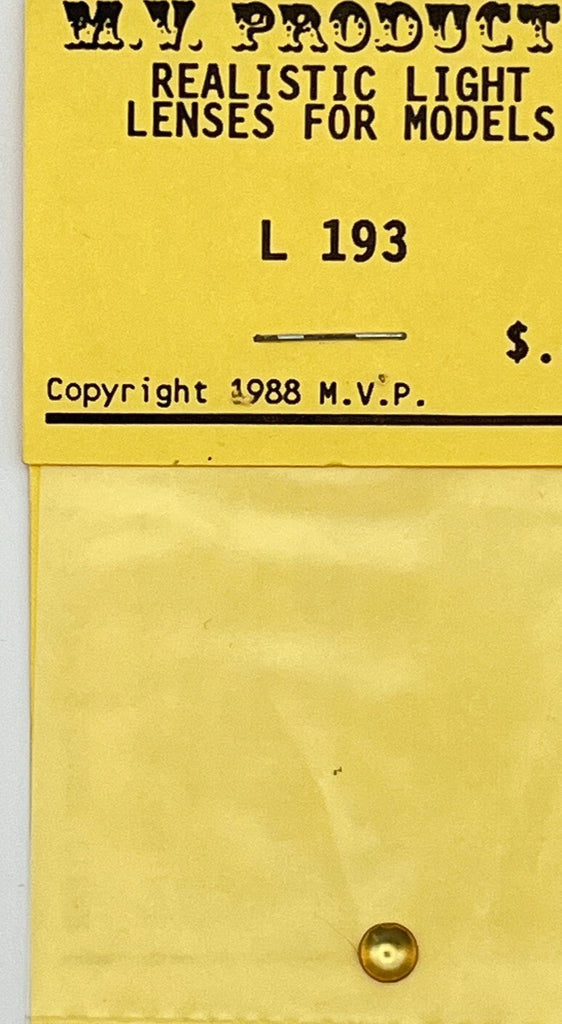 M.V. PRODUCT
REALISTIC LIGHT
LENSES FOR MODELS
L 193
$.
Copyright 1988 M.V.P.